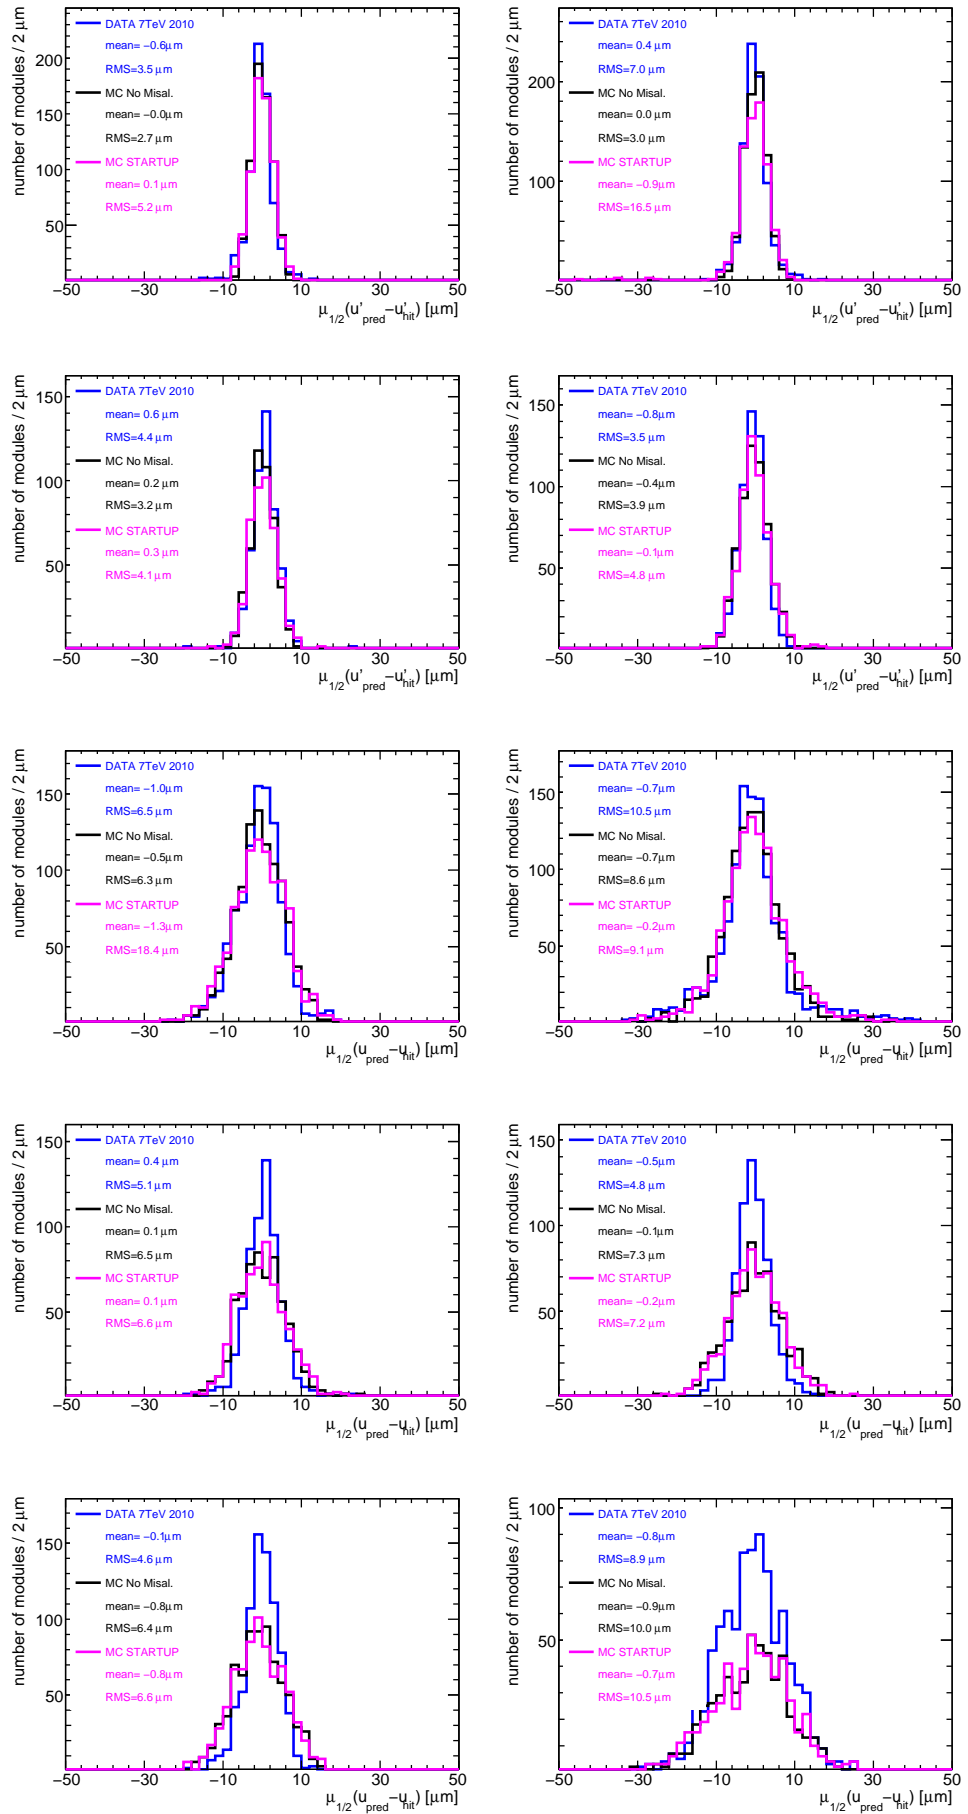 number of modules / 2 μm
DATA 7TeV 2010
mean= −0.6μm
RMS=3.5 μm
MC No Misal.
mean= −0.0μm
RMS=2.7 μm
MC STARTUP
mean= 0.1 μm
RMS=5.2 μm
200
150
100
50
−50 −30 −10 10 30 50
μ1/2(u'pred−u'hit) [μm]
number of modules / 2 μm
DATA 7TeV 2010
mean= 0.4 μm
RMS=7.0 μm
MC No Misal.
mean= 0.0 μm
RMS=3.0 μm
MC STARTUP
mean= −0.9μm
RMS=16.5 μm
200
100
−50 −30 −10 10 30 50
μ1/2(u'pred−u'hit) [μm]
number of modules / 2 μm
DATA 7TeV 2010
mean= 0.6 μm
RMS=4.4 μm
MC No Misal.
mean= 0.2 μm
RMS=3.2 μm
MC STARTUP
mean= 0.3 μm
RMS=4.1 μm
150
100
50
−50 −30 −10 10 30 50
μ1/2(u'pred−u'hit) [μm]
number of modules / 2 μm
DATA 7TeV 2010
mean= −0.8μm
RMS=3.5 μm
MC No Misal.
mean= −0.4μm
RMS=3.9 μm
MC STARTUP
mean= −0.1μm
RMS=4.8 μm
150
100
50
−50 −30 −10 10 30 50
μ1/2(u'pred−u'hit) [μm]
number of modules / 2 μm
DATA 7TeV 2010
mean= −1.0μm
RMS=6.5 μm
MC No Misal.
mean= −0.5μm
RMS=6.3 μm
MC STARTUP
mean= −1.3μm
RMS=18.4 μm
150
100
50
−50 −30 −10 10 30 50
μ1/2(upred−uhit) [μm]
number of modules / 2 μm
DATA 7TeV 2010
mean= −0.7μm
RMS=10.5 μm
MC No Misal.
mean= −0.7μm
RMS=8.6 μm
MC STARTUP
mean= −0.2μm
RMS=9.1 μm
150
100
50
−50 −30 −10 10 30 50
μ1/2(upred−uhit) [μm]
number of modules / 2 μm
DATA 7TeV 2010
mean= 0.4 μm
RMS=5.1 μm
MC No Misal.
mean= 0.1 μm
RMS=6.5 μm
MC STARTUP
mean= 0.1 μm
RMS=6.6 μm
150
100
50
−50 −30 −10 10 30 50
μ1/2(upred−uhit) [μm]
number of modules / 2 μm
DATA 7TeV 2010
mean= −0.5μm
RMS=4.8 μm
MC No Misal.
mean= −0.1μm
RMS=7.3 μm
MC STARTUP
mean= −0.2μm
RMS=7.2 μm
150
100
50
−50 −30 −10 10 30 50
μ1/2(upred−uhit) [μm]
number of modules / 2 μm
DATA 7TeV 2010
mean= −0.1μm
RMS=4.6 μm
MC No Misal.
mean= −0.8μm
RMS=6.4 μm
MC STARTUP
mean= −0.8μm
RMS=6.6 μm
150
100
50
−50 −30 −10 10 30 50
μ1/2(upred−uhit) [μm]
number of modules / 2 μm
DATA 7TeV 2010
mean= −0.8μm
RMS=8.9 μm
MC No Misal.
mean= −0.9μm
RMS=10.0 μm
MC STARTUP
mean= −0.7μm
RMS=10.5 μm
100
50
−50 −30 −10 10 30 50
μ1/2(upred−uhit) [μm]